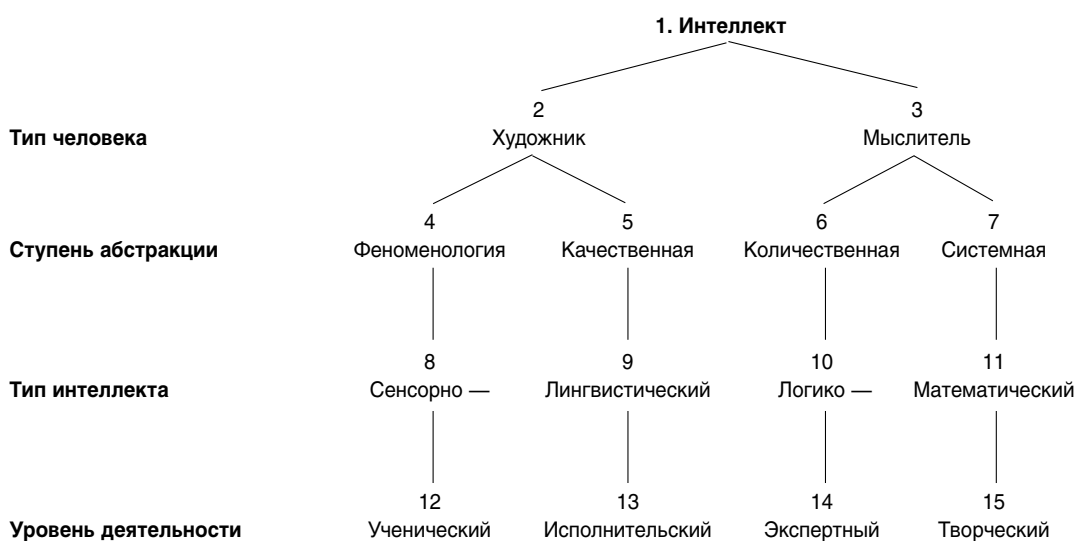 1. Интеллект
2 3
Тип человека Художник Мыслитель
4 5 6 7
Ступень абстракции Феноменология Качественная Количественная Системная
8 9 10 11
Тип интеллекта Сенсорно — Лингвистический Логико — Математический
12 13 14 15
Уровень деятельности Ученический Исполнительский Экспертный Творческий